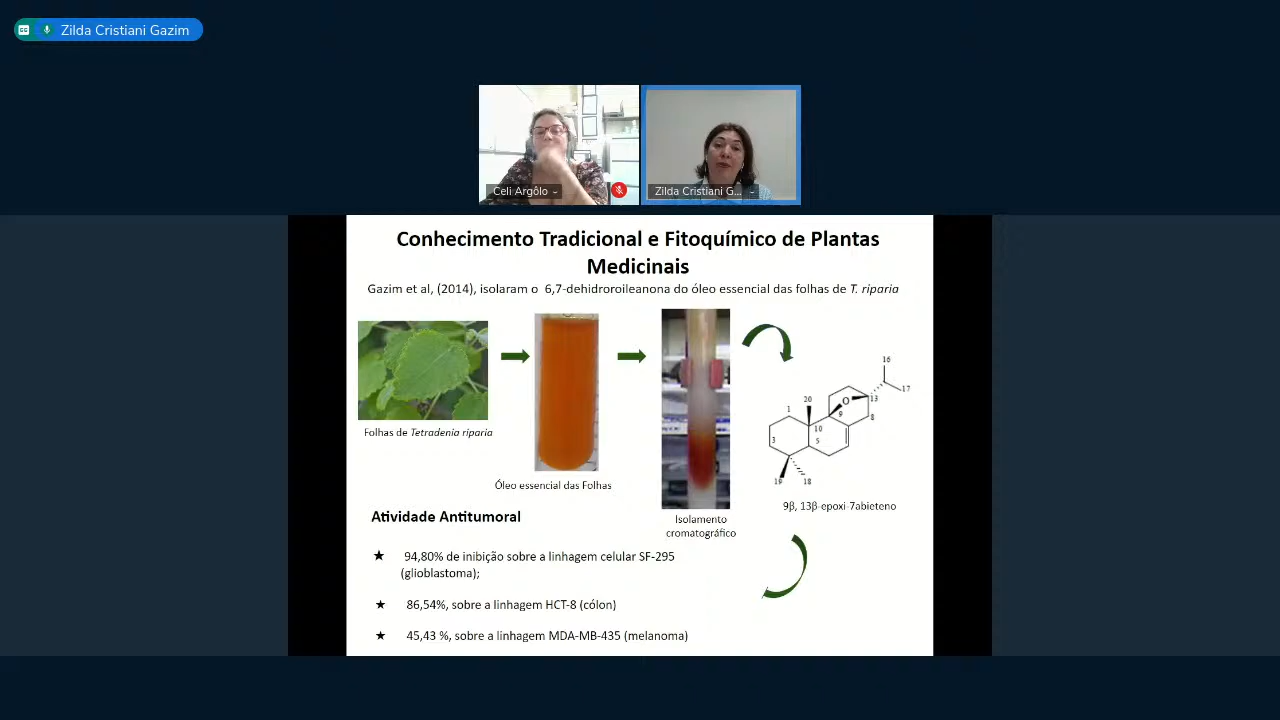 Zilda Cristiani Gazim
Celi Argôlo
Zilda Cristiani G...
Conhecimento Tradicional e Fitoquímico de Plantas
Medicinais
Gazim et al, (2014), isolaram o 6,7-dehidroroileanona do óleo essencial das folhas de T. riparia
Folhas de Tetradenia riparia
Óleo essencial das Folhas
Isolamento
cromatográfico
16
17
20
O
13
1
9
8
10
3
5
19
18
9β, 13β-epoxi-7abieteno
Atividade Antitumoral
★ 94,80% de inibição sobre a linhagem celular SF-295
(glioblastoma);
★ 86,54%, sobre a linhagem HCT-8 (cólon)
★ 45,43 %, sobre a linhagem MDA-MB-435 (melanoma)